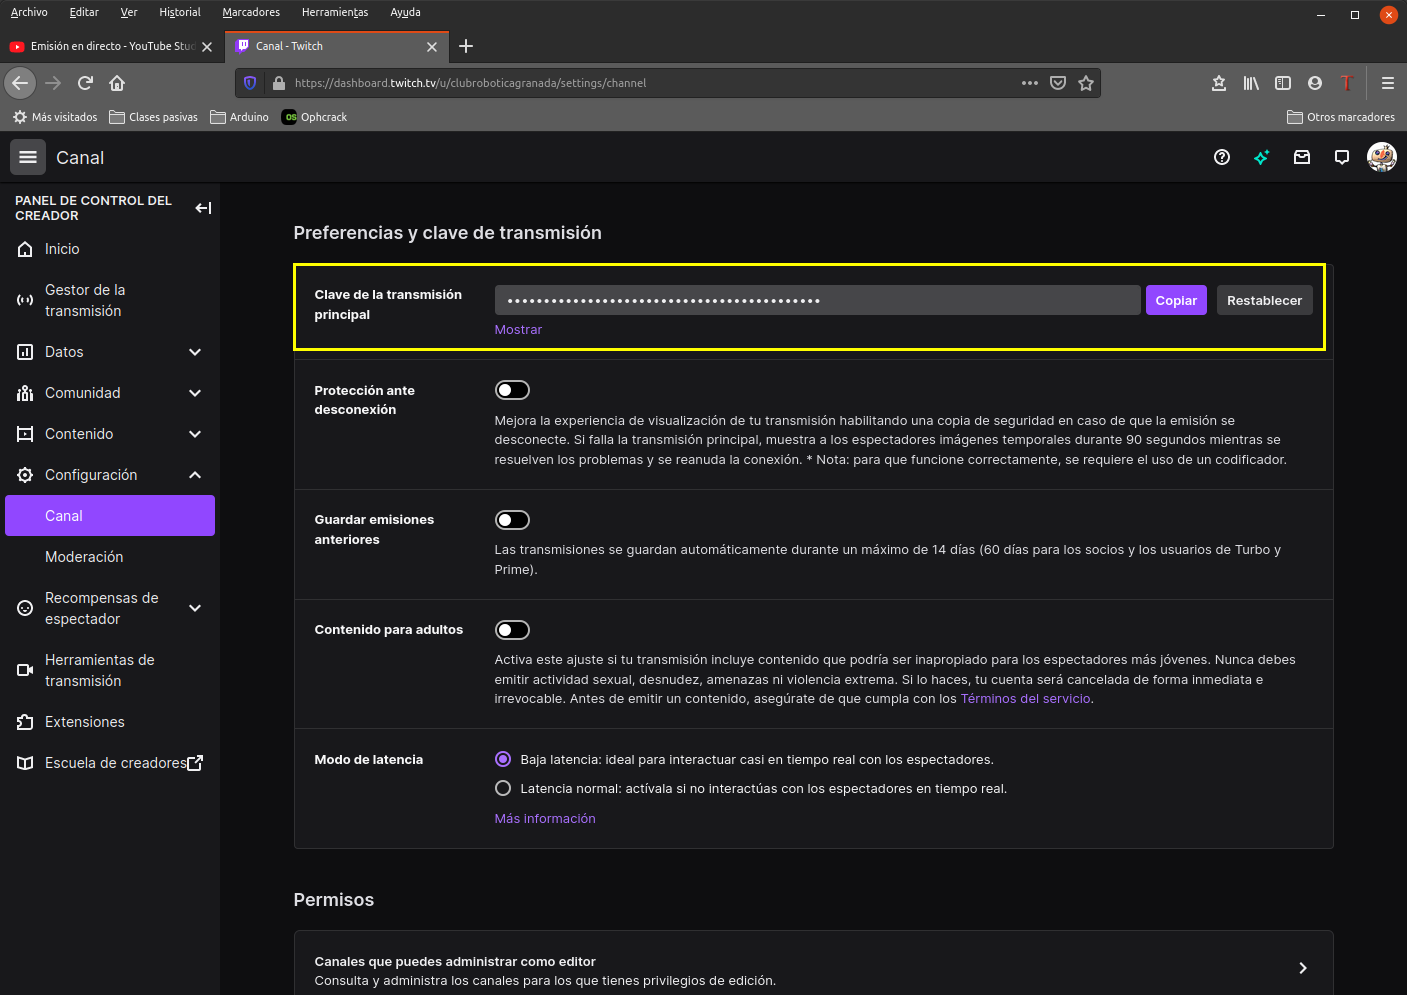 Archivo Editar Ver Historial Marcadores Herramientas Ayuda
Emisión en directo - YouTube Stud
Canal - Twitch
https://dashboard.twitch.tv/u/clubroboticagranada/settings/channel
Más visitados Clases pasivas Arduino OS Ophcrack Otros marcadores
Canal
PANEL DE CONTROL DEL
CREADOR
Inicio
Gestor de la
transmisión
Datos
Comunidad
Contenido
Configuración
Canal
Moderación
Recompensas de
espectador
Herramientas de
transmisión
Extensiones
Escuela de creadores
Preferencias y clave de transmisión
Clave de la transmisión
principal
Copiar
Restablecer
Mostrar
Protección ante
desconexión
Mejora la experiencia de visualización de tu transmisión habilitando una copia de seguridad en caso de que la emisión se
desconecte. Si falla la transmisión principal, muestra a los espectadores imágenes temporales durante 90 segundos mientras se
resuelven los problemas y se reanuda la conexión. * Nota: para que funcione correctamente, se requiere el uso de un codificador.
Guardar emisiones
anteriores
Las transmisiones se guardan automáticamente durante un máximo de 14 días (60 días para los socios y los usuarios de Turbo y
Prime).
Contenido para adultos
Activa este ajuste si tu transmisión incluye contenido que podría ser inapropiado para los espectadores más jóvenes. Nunca debes
emitir actividad sexual, desnudez, amenazas ni violencia extrema. Si lo haces, tu cuenta será cancelada de forma inmediata e
irrevocable. Antes de emitir un contenido, asegúrate de que cumpla con los Términos del servicio.
Modo de latencia
Baja latencia: ideal para interactuar casi en tiempo real con los espectadores.
Latencia normal: actívala si no interactúas con los espectadores en tiempo real.
Más información
Permisos
Canales que puedes administrar como editor
Consulta y administra los canales para los que tienes privilegios de edición.